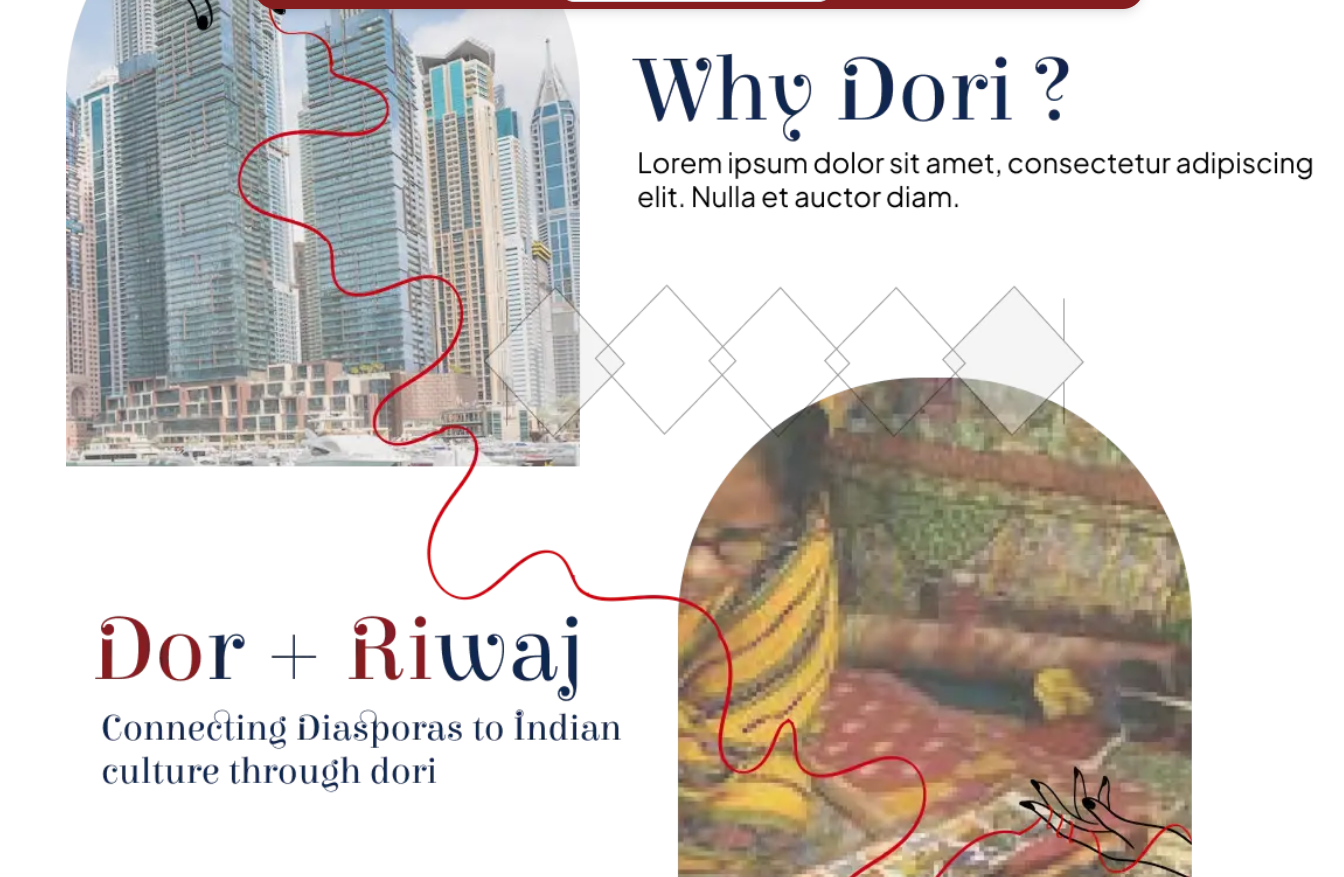 Why Dori ?
Lorem ipsum dolor sit amet, consectetur adipiscing
elit. Nulla et auctor diam.
Dor + Riwaj
Connecting Diasporas to Indian
culture through dori